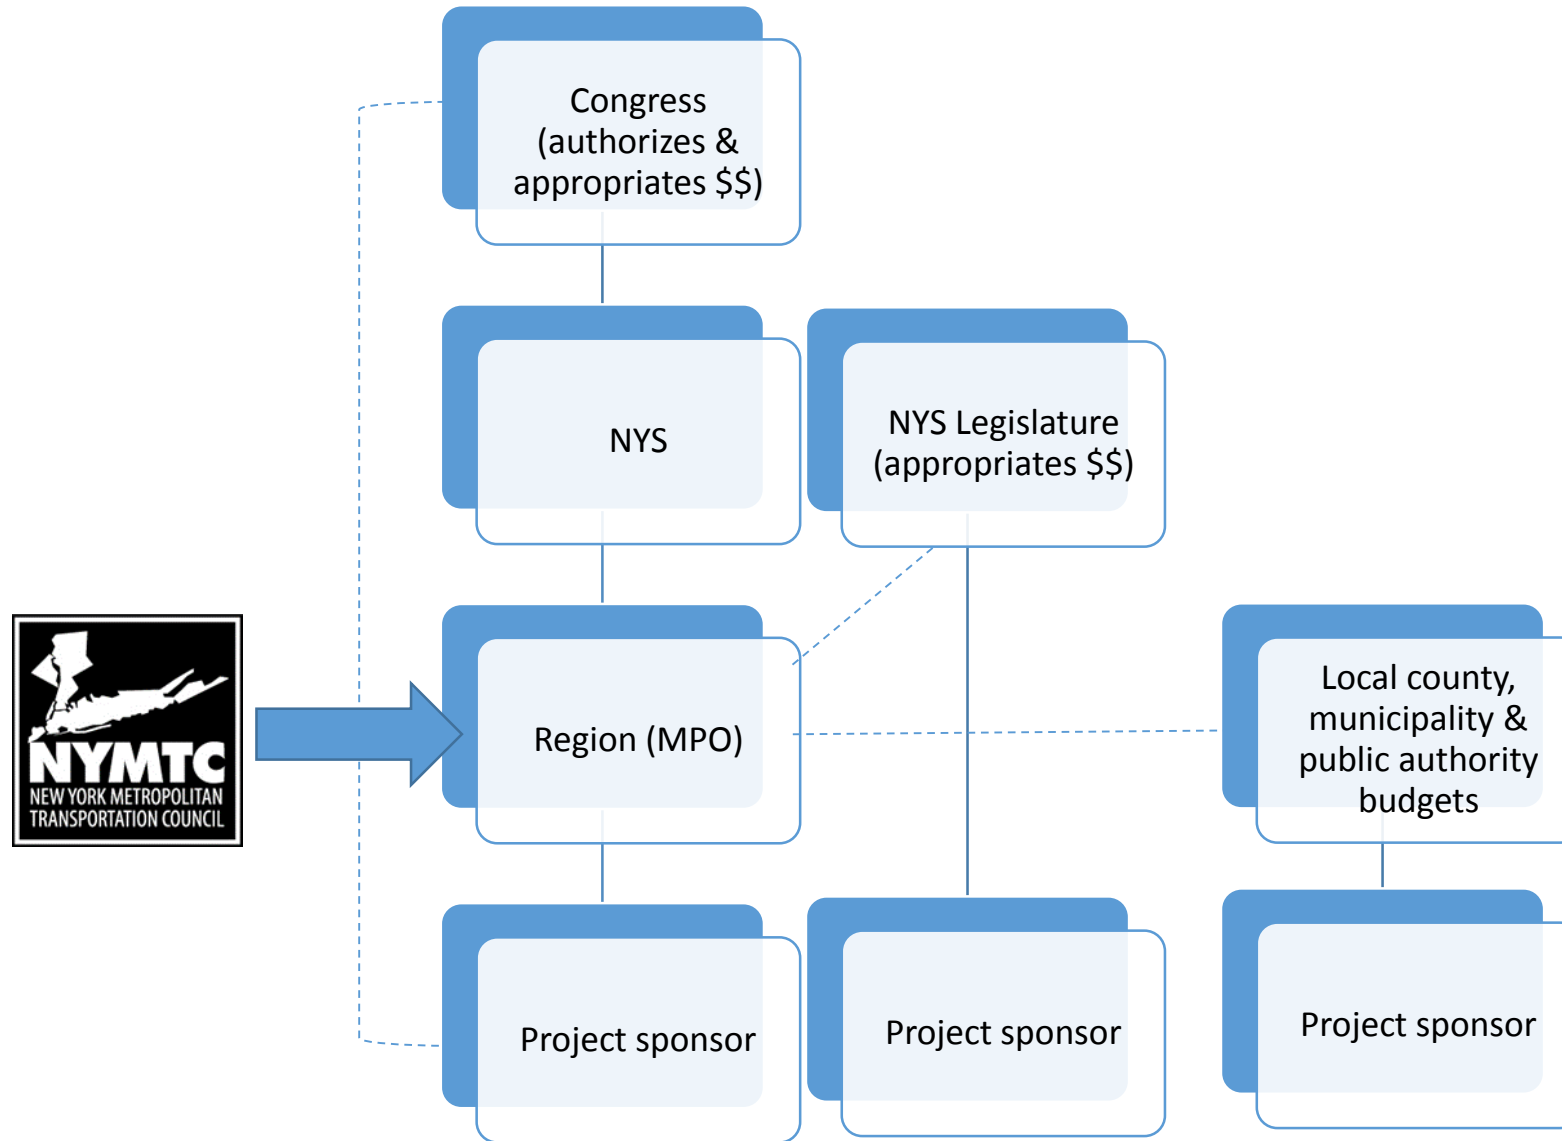 Congress
(authorizes &
appropriates $$)
NYS
NYS Legislature
(appropriates $$)
NYMTC
NEW YORK METROPOLITAN
TRANSPORTATION COUNCIL
Region (MPO)
Local county,
municipality &
public authority
budgets
Project sponsor
Project sponsor
Project sponsor